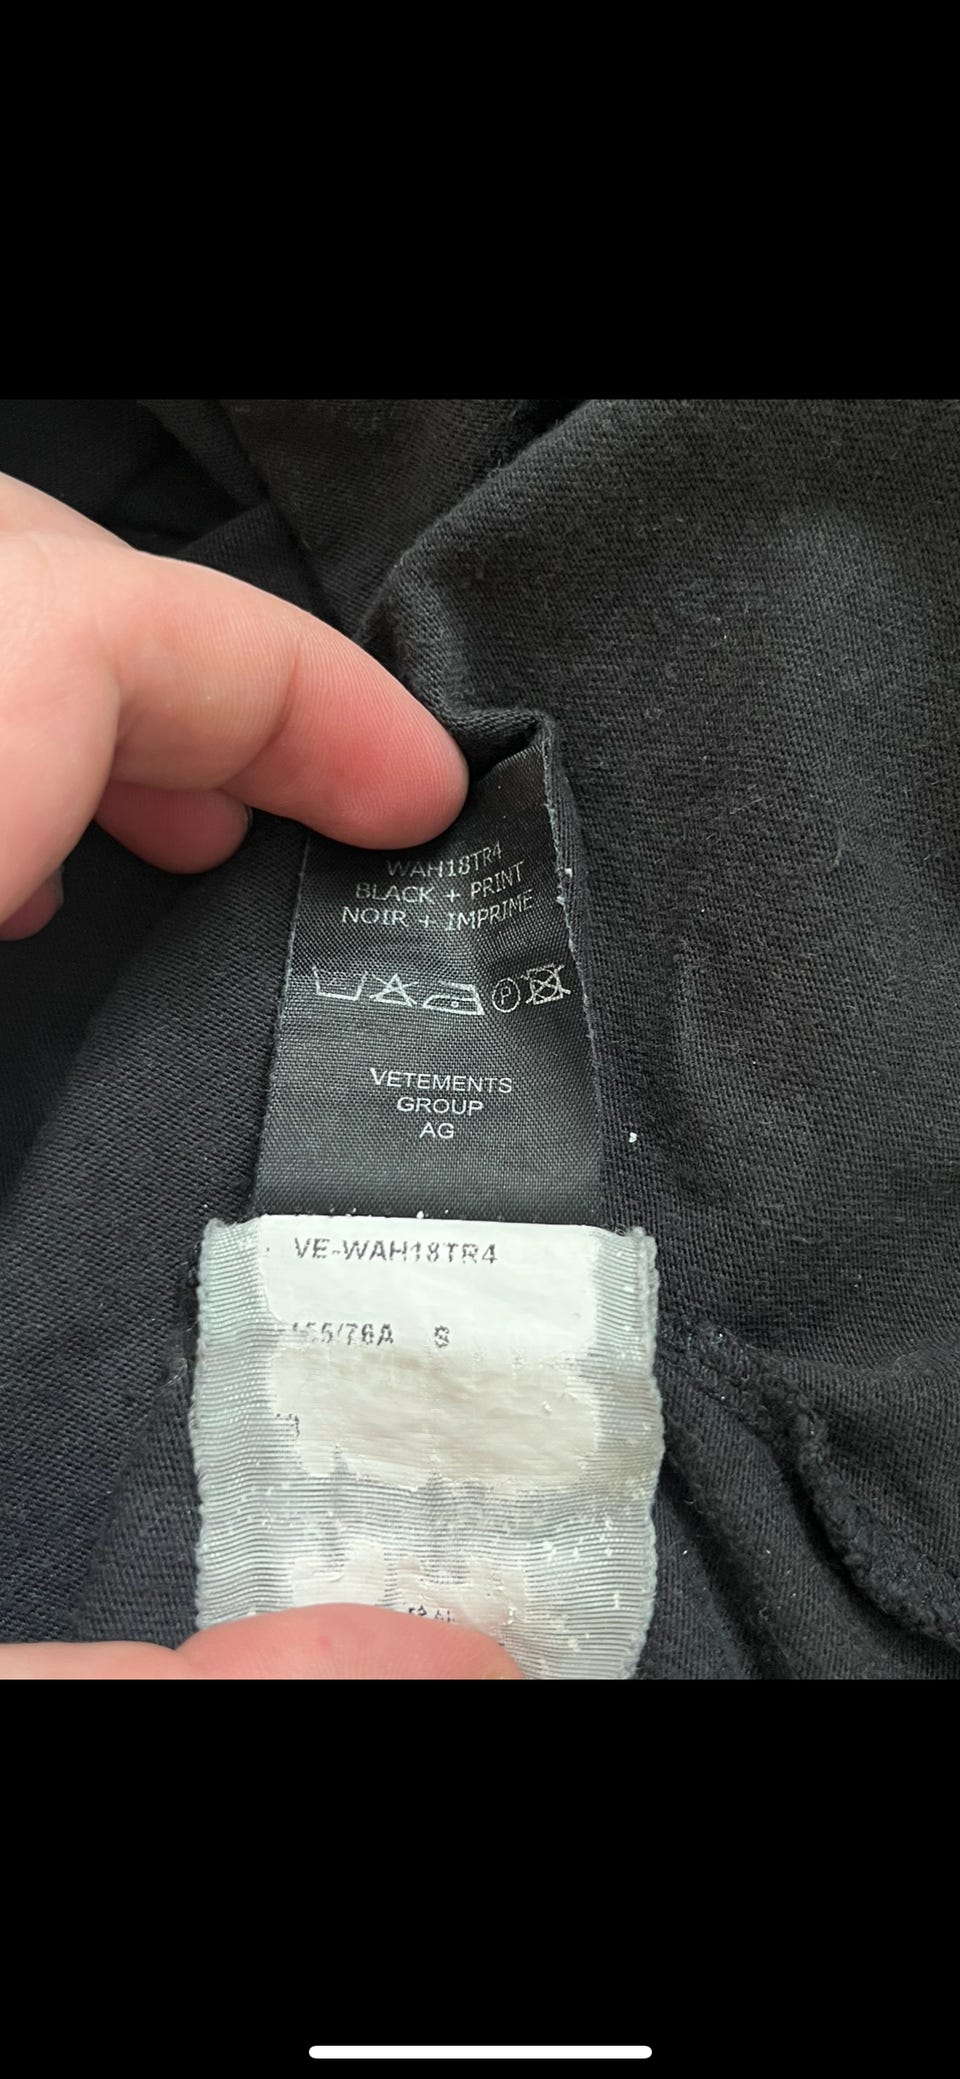 WAH18TR4
BLACK + PRINT
NOIR + IMPRIME
P
VETEMENTS
GROUP
AG
VE-WAH18TR4
S